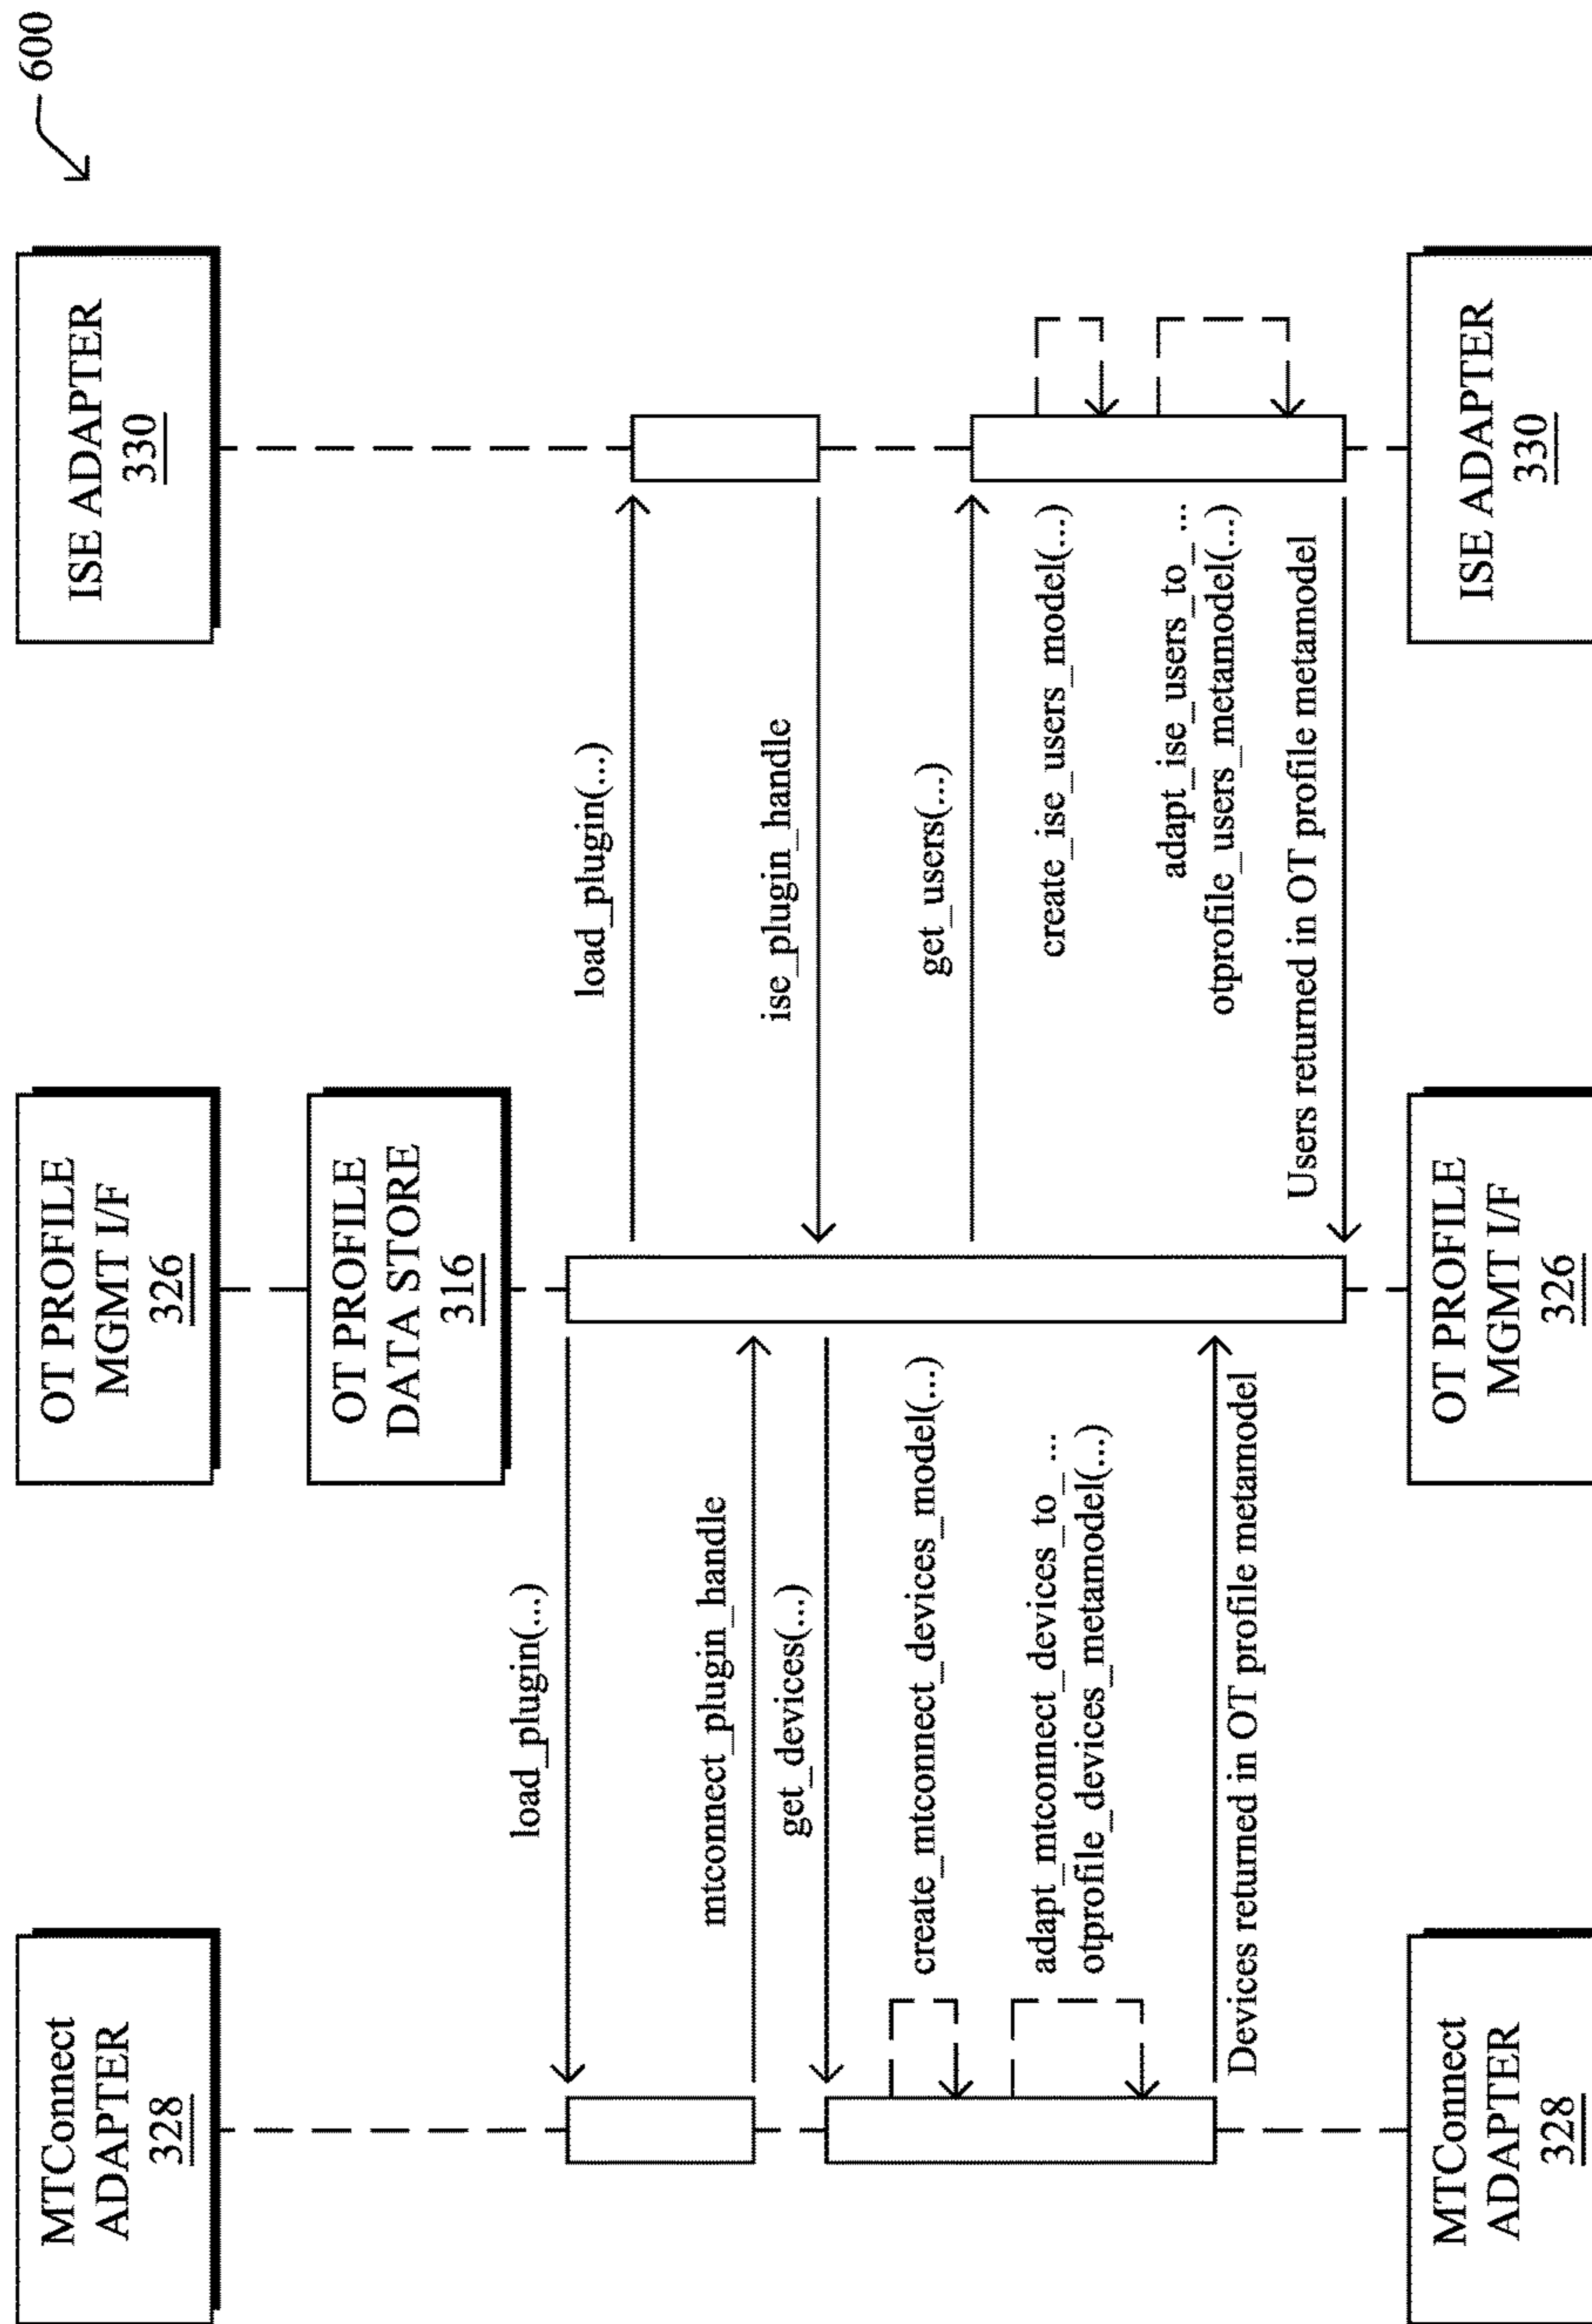 600
MTConnect
ADAPTER
328
OT PROFILE
MGMT I/F
326
ISE ADAPTER
330
OT PROFILE
DATA STORE
316
load_plugin(...)
load_plugin(...)
mtconnect_plugin_handle
ise_plugin_handle
get_devices(...)
get_users(...)
create_mtconnect_devices_model(...)
create_ise_users_model(...)
adapt_mtconnect_devices_to_...
otprofile_devices_metamodel(...)
adapt_ise_users_to_...
otprofile_users_metamodel(...)
Devices returned in OT profile metamodel
Users returned in OT profile metamodel
MTConnect
ADAPTER
328
OT PROFILE
MGMT I/F
326
ISE ADAPTER
330